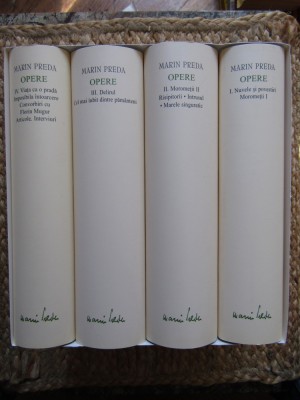 MARIN PREDA
OPERE
IV. Viața ca o pradă
Imposibila întoarcere
Convorbiri cu
Florin Mugur
Articole. Interviuri
marin preda
MARIN PREDA
OPERE
III. Delirul
Cel mai iubit dintre pământeni
marin preda
MARIN PREDA
OPERE
II. Moromeții II
Risipitorii • Intrusul
• Marele singuratic
marin preda
MARIN PREDA
OPERE
I. Nuvele și povestiri
Moromeții I
marin preda